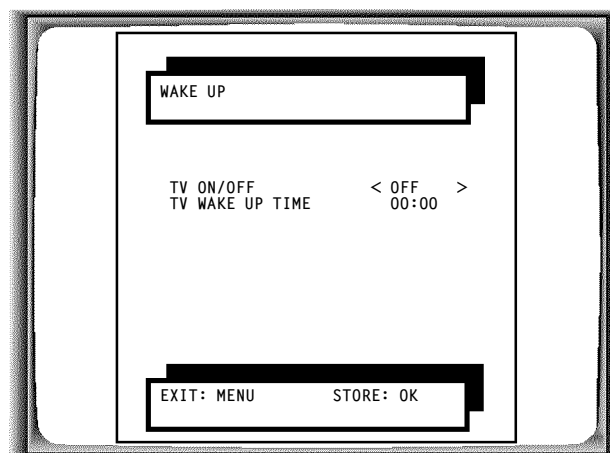 WAKE UP
TV ON/OFF < OFF >
TV WAKE UP TIME 00:00
EXIT: MENU STORE: OK